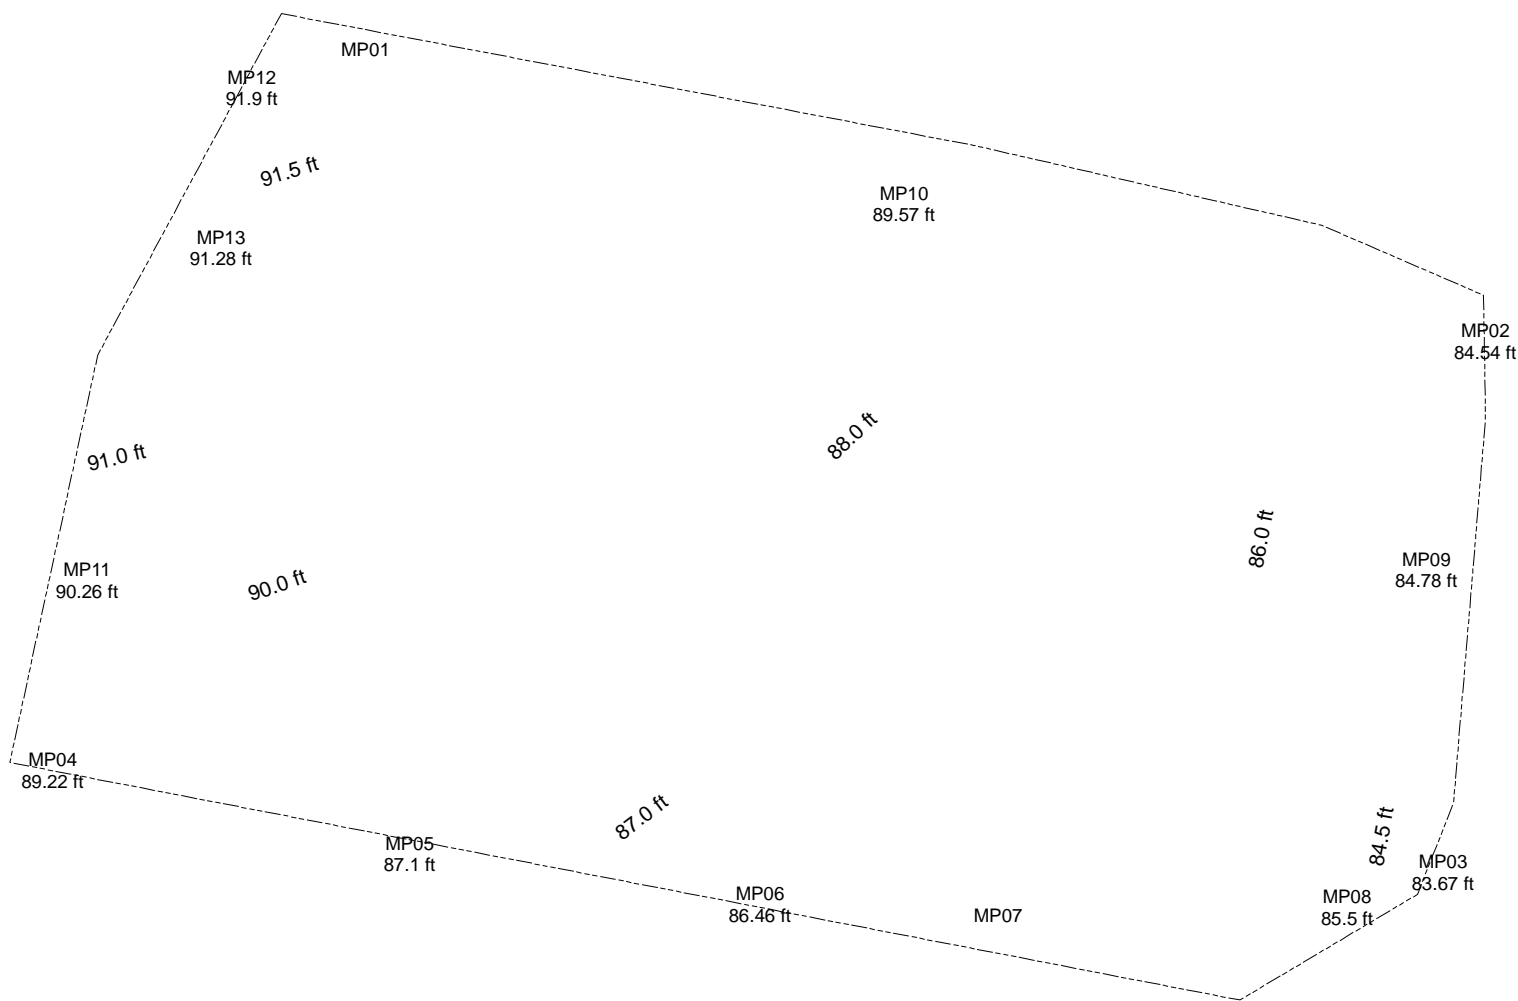 MP01
MP12
91.9 ft
91.5 ft
MP10
89.57 ft
MP13
91.28 ft
MP02
84.54 ft
88.0 ft
91.0 ft
86.0 ft
MP09
84.78 ft
MP11
90.26 ft
90.0 ft
MP04
89.22 ft
87.0 ft
84.5 ft
MP05
87.1 ft
MP03
83.67 ft
MP06
86.46 ft
MP08
85.5 ft
MP07